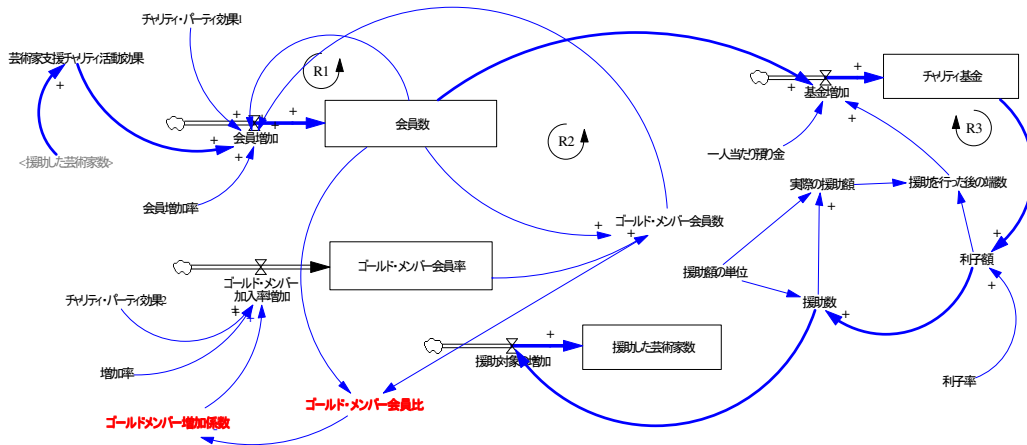 チャリティ・パーティ効果1
芸術家支援チャリティ活動効果
R1
チャリティ基金
基金増加
会員数
会員増加
R2
R3
<援助した芸術家数>
一人当たり預り金
実際の援助額
援助を行った後の端数
会員増加率
ゴールド・メンバー会員数
ゴールド・メンバー会員率
援助額の単位
利子額
ゴールド・メンバー
加入率増加
チャリティ・パーティ効果2
援助数
援助した芸術家数
援助対象の増加
増加率
利子率
ゴールド・メンバー会員比
ゴールドメンバー増加係数